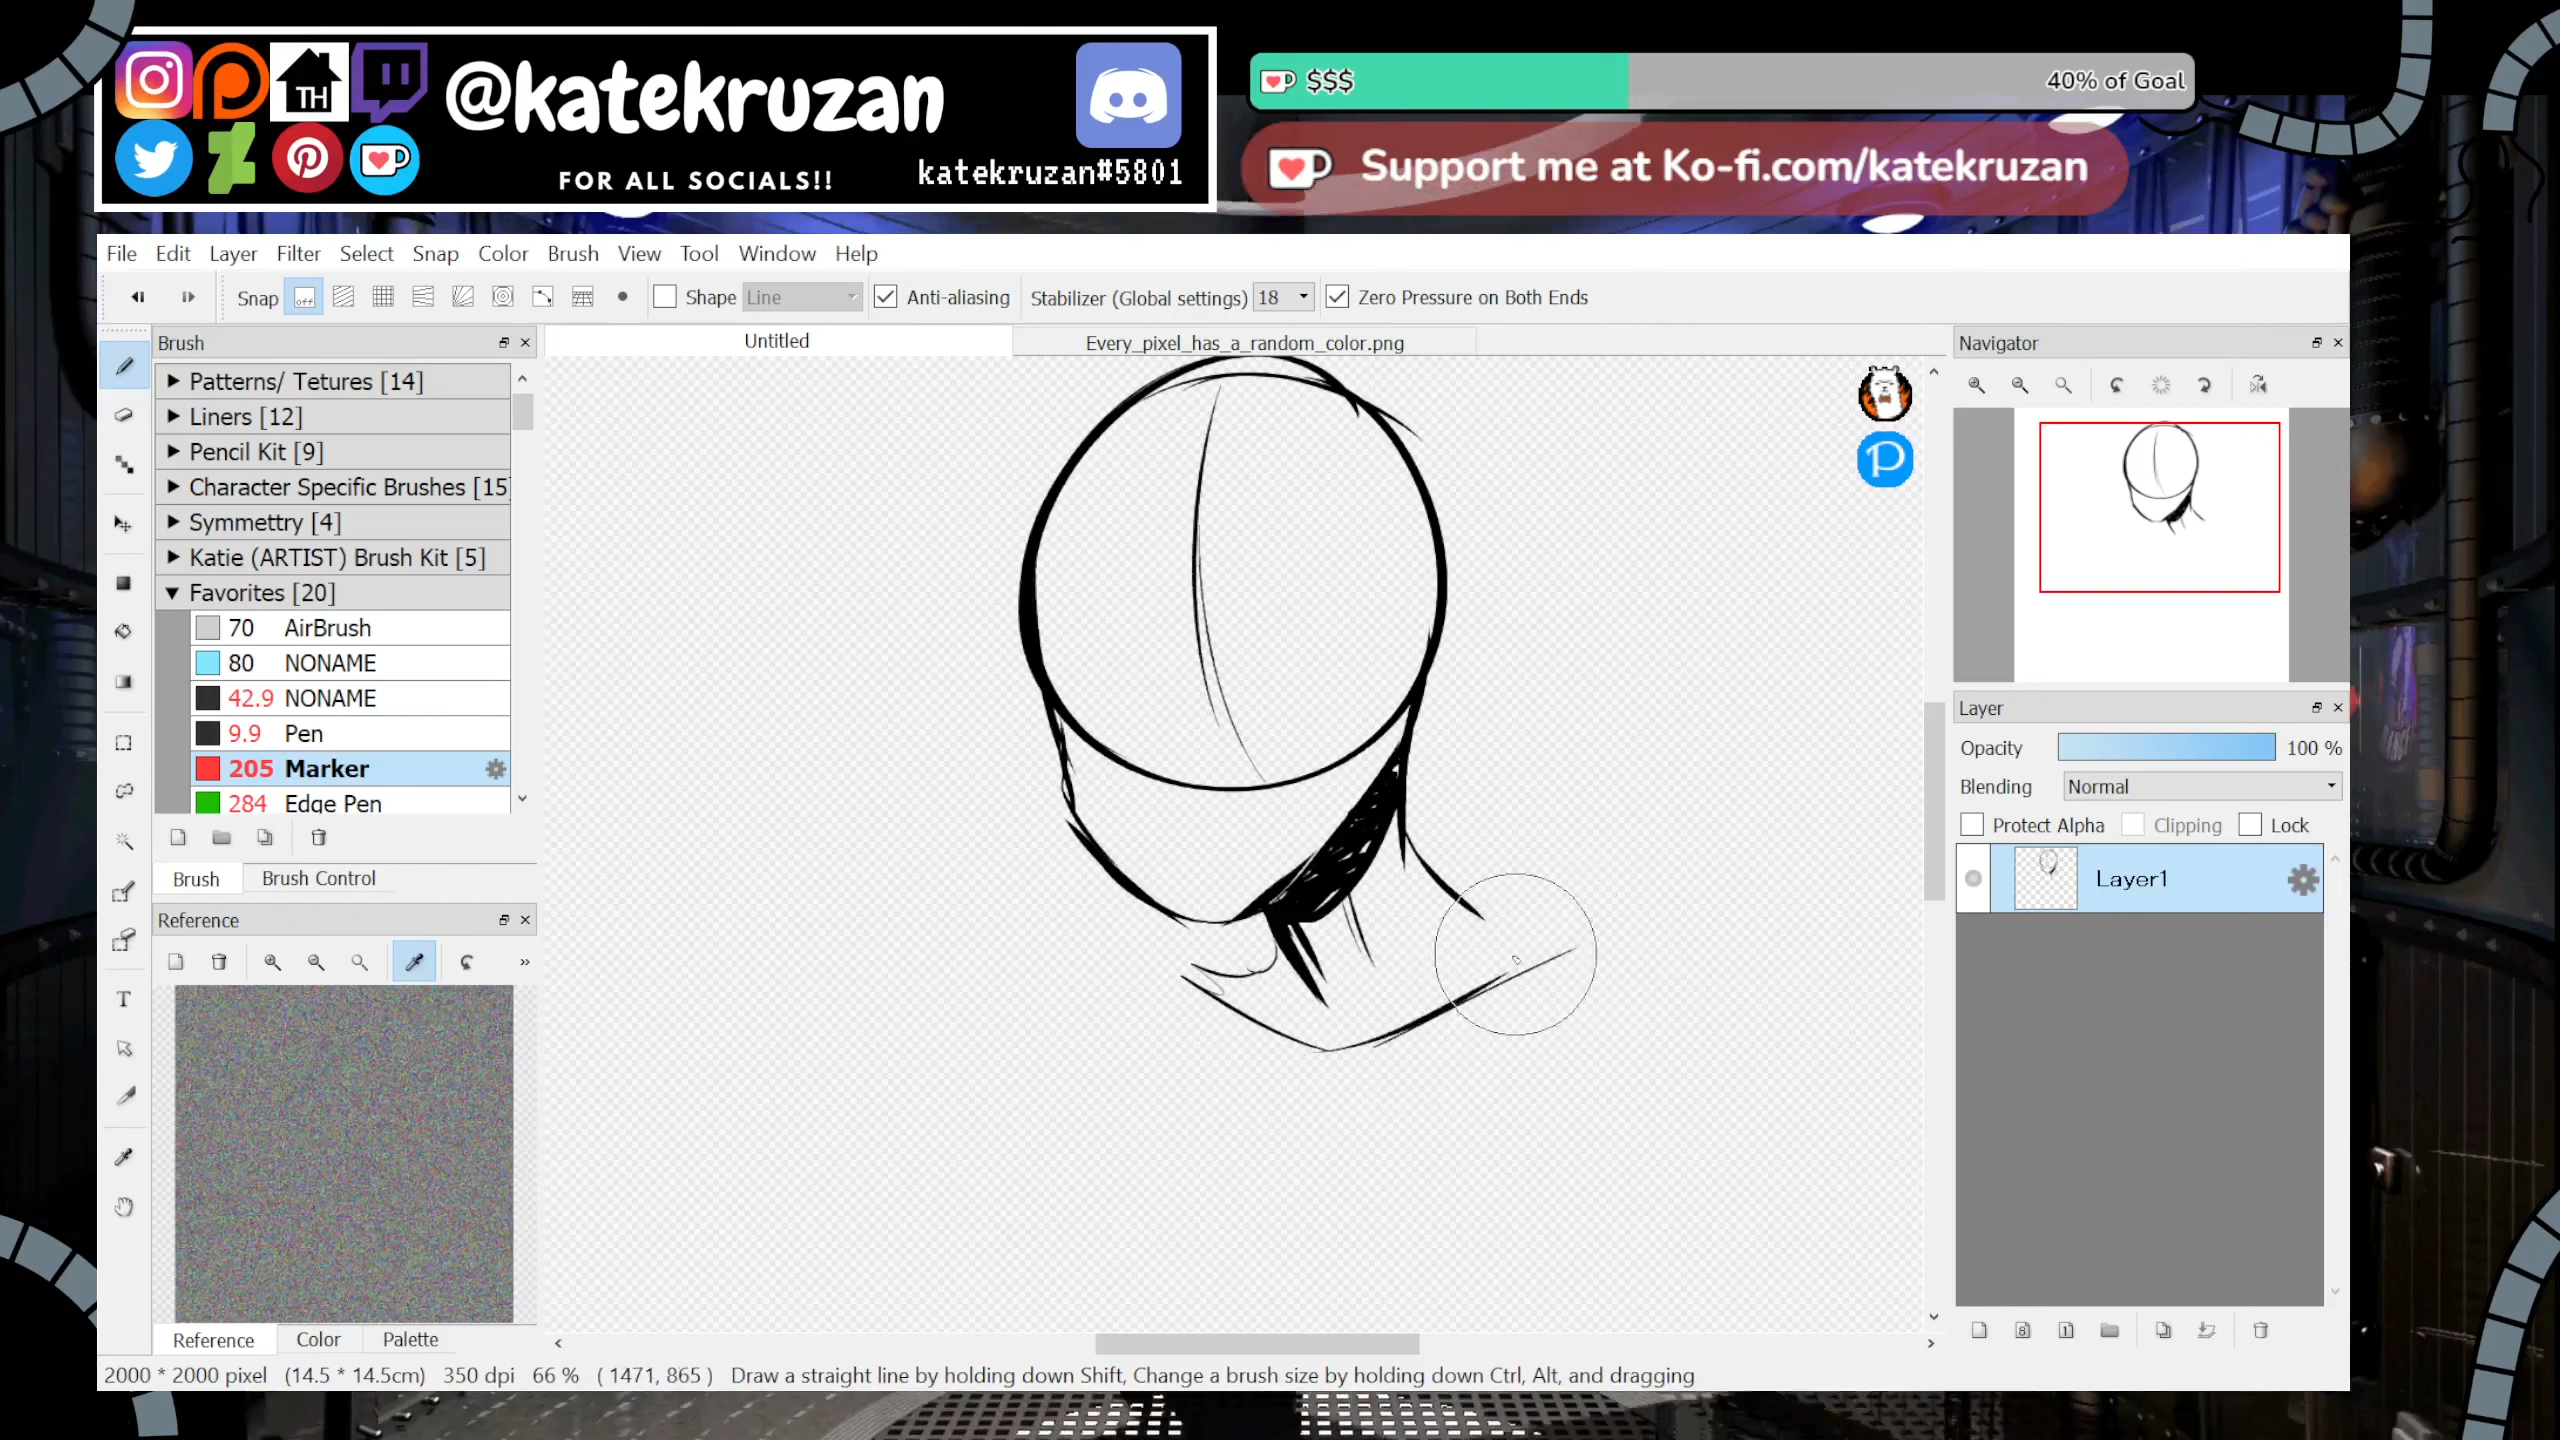 TH
@katekruzan
FOR ALL SOCIALS!!
katekruzan#5801
$$$
40% of Goal
Support me at Ko-fi.com/katekruzan
File Edit Layer Filter Select Snap Color Brush View Tool Window Help
Snap off Shape Line Anti-aliasing Stabilizer (Global settings) 18 Zero Pressure on Both Ends
Brush
Untitled
Every_pixel_has_a_random_color.png
Patterns/ Tetures [14]
Liners [12]
Pencil Kit [9]
Character Specific Brushes [15]
Symmettry [4]
Katie (ARTIST) Brush Kit [5]
Favorites [20]
70 AirBrush
80 NONAME
42.9 NONAME
9.9 Pen
205 Marker
284 Edge Pen
Brush Brush Control
Reference
Reference Color Palette
P
Navigator
Layer
Opacity 100 %
Blending Normal
Protect Alpha Clipping Lock
Layer1
8
1
T
2000 * 2000 pixel (14.5 * 14.5cm) 350 dpi 66 % ( 1471, 865 ) Draw a straight line by holding down Shift, Change a brush size by holding down Ctrl, Alt, and dragging